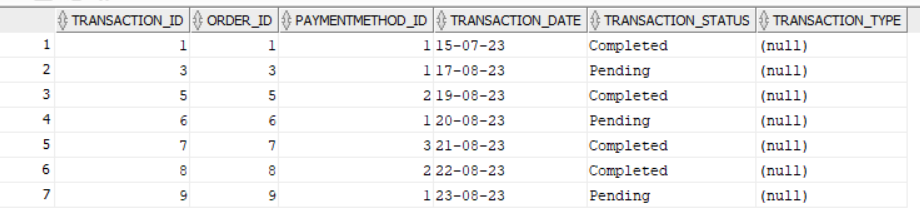 TRANSACTION_ID ORDER_ID PAYMENTMETHOD_ID TRANSACTION_DATE TRANSACTION_STATUS TRANSACTION_TYPE
1 1 1 1 15-07-23 Completed (null)
2 3 3 1 17-08-23 Pending (null)
3 5 5 2 19-08-23 Completed (null)
4 6 6 1 20-08-23 Pending (null)
5 7 7 3 21-08-23 Completed (null)
6 8 8 2 22-08-23 Completed (null)
7 9 9 1 23-08-23 Pending (null)